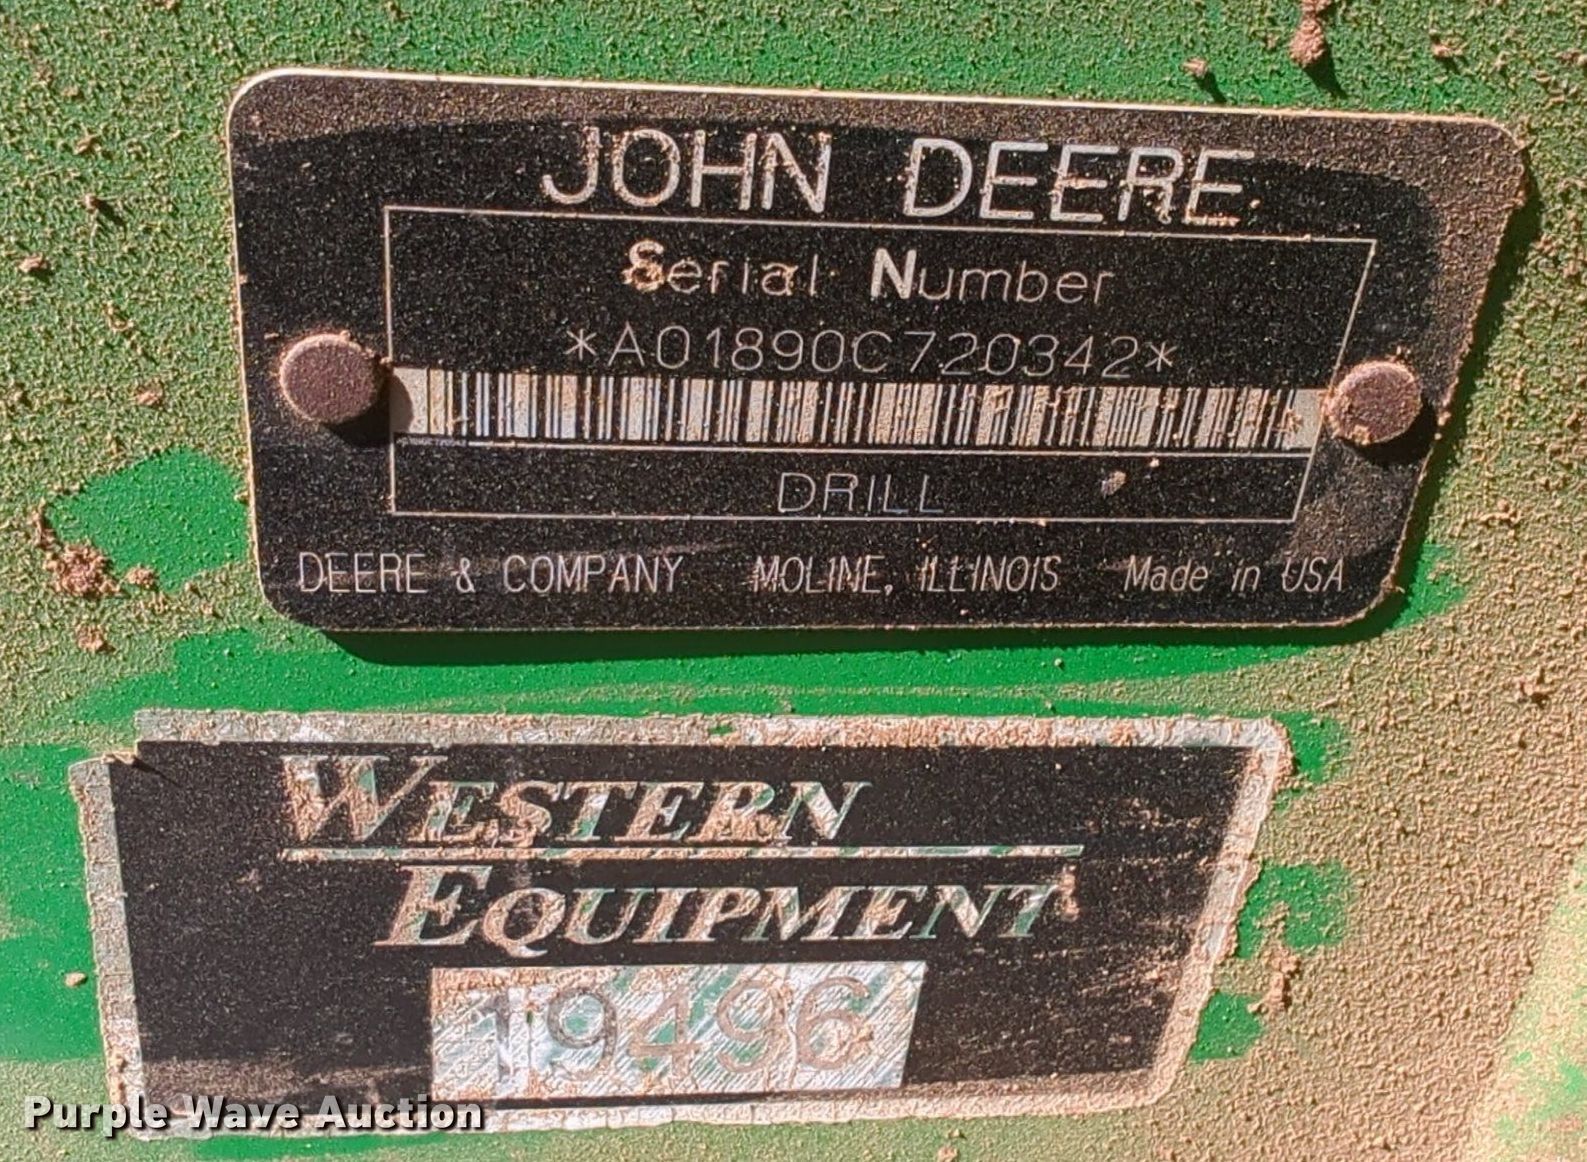 JOHN DEERE
Serial Number
*A01890C720342*
DRILL
DEERE & COMPANY MOLINE, ILLINOIS Made in USA
WESTERN
EQUIPMENT
19496
Purple Wave Auction